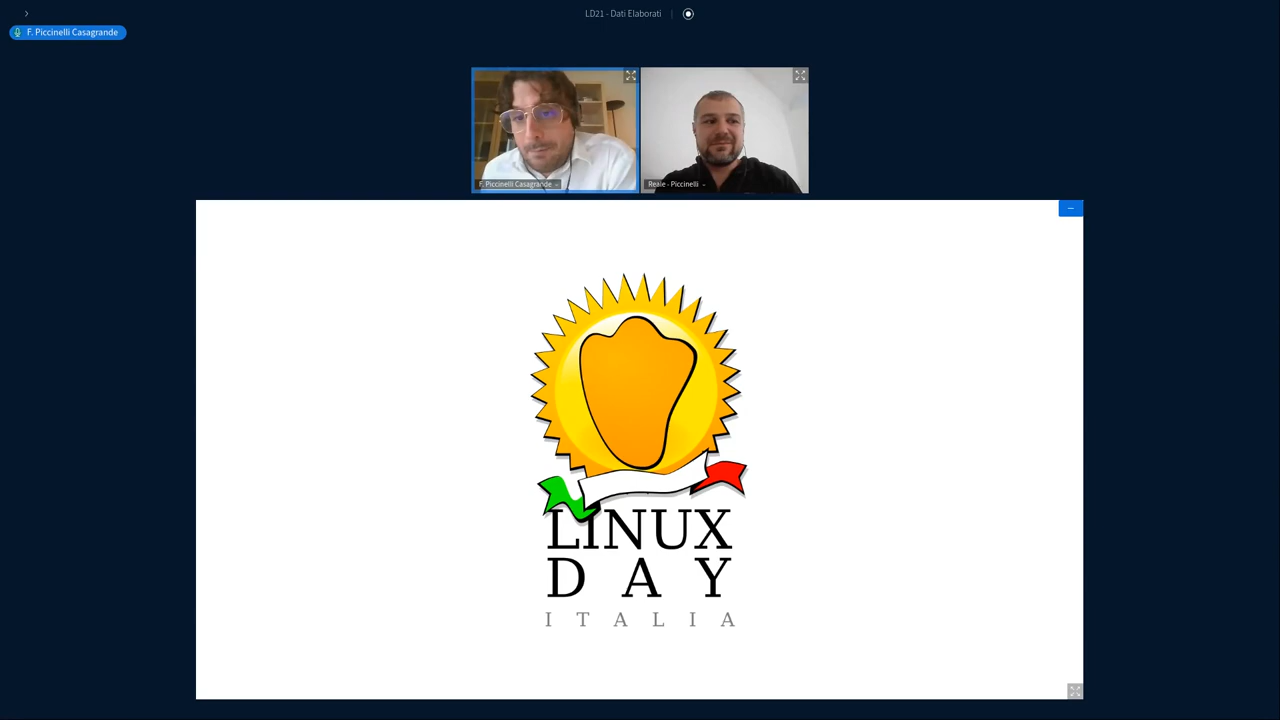 LD21 - Dati Elaborati
F. Piccinelli Casagrande
F. Piccinelli Casagrande
Reale - Piccinelli
LINUX
DAY
ITALIA